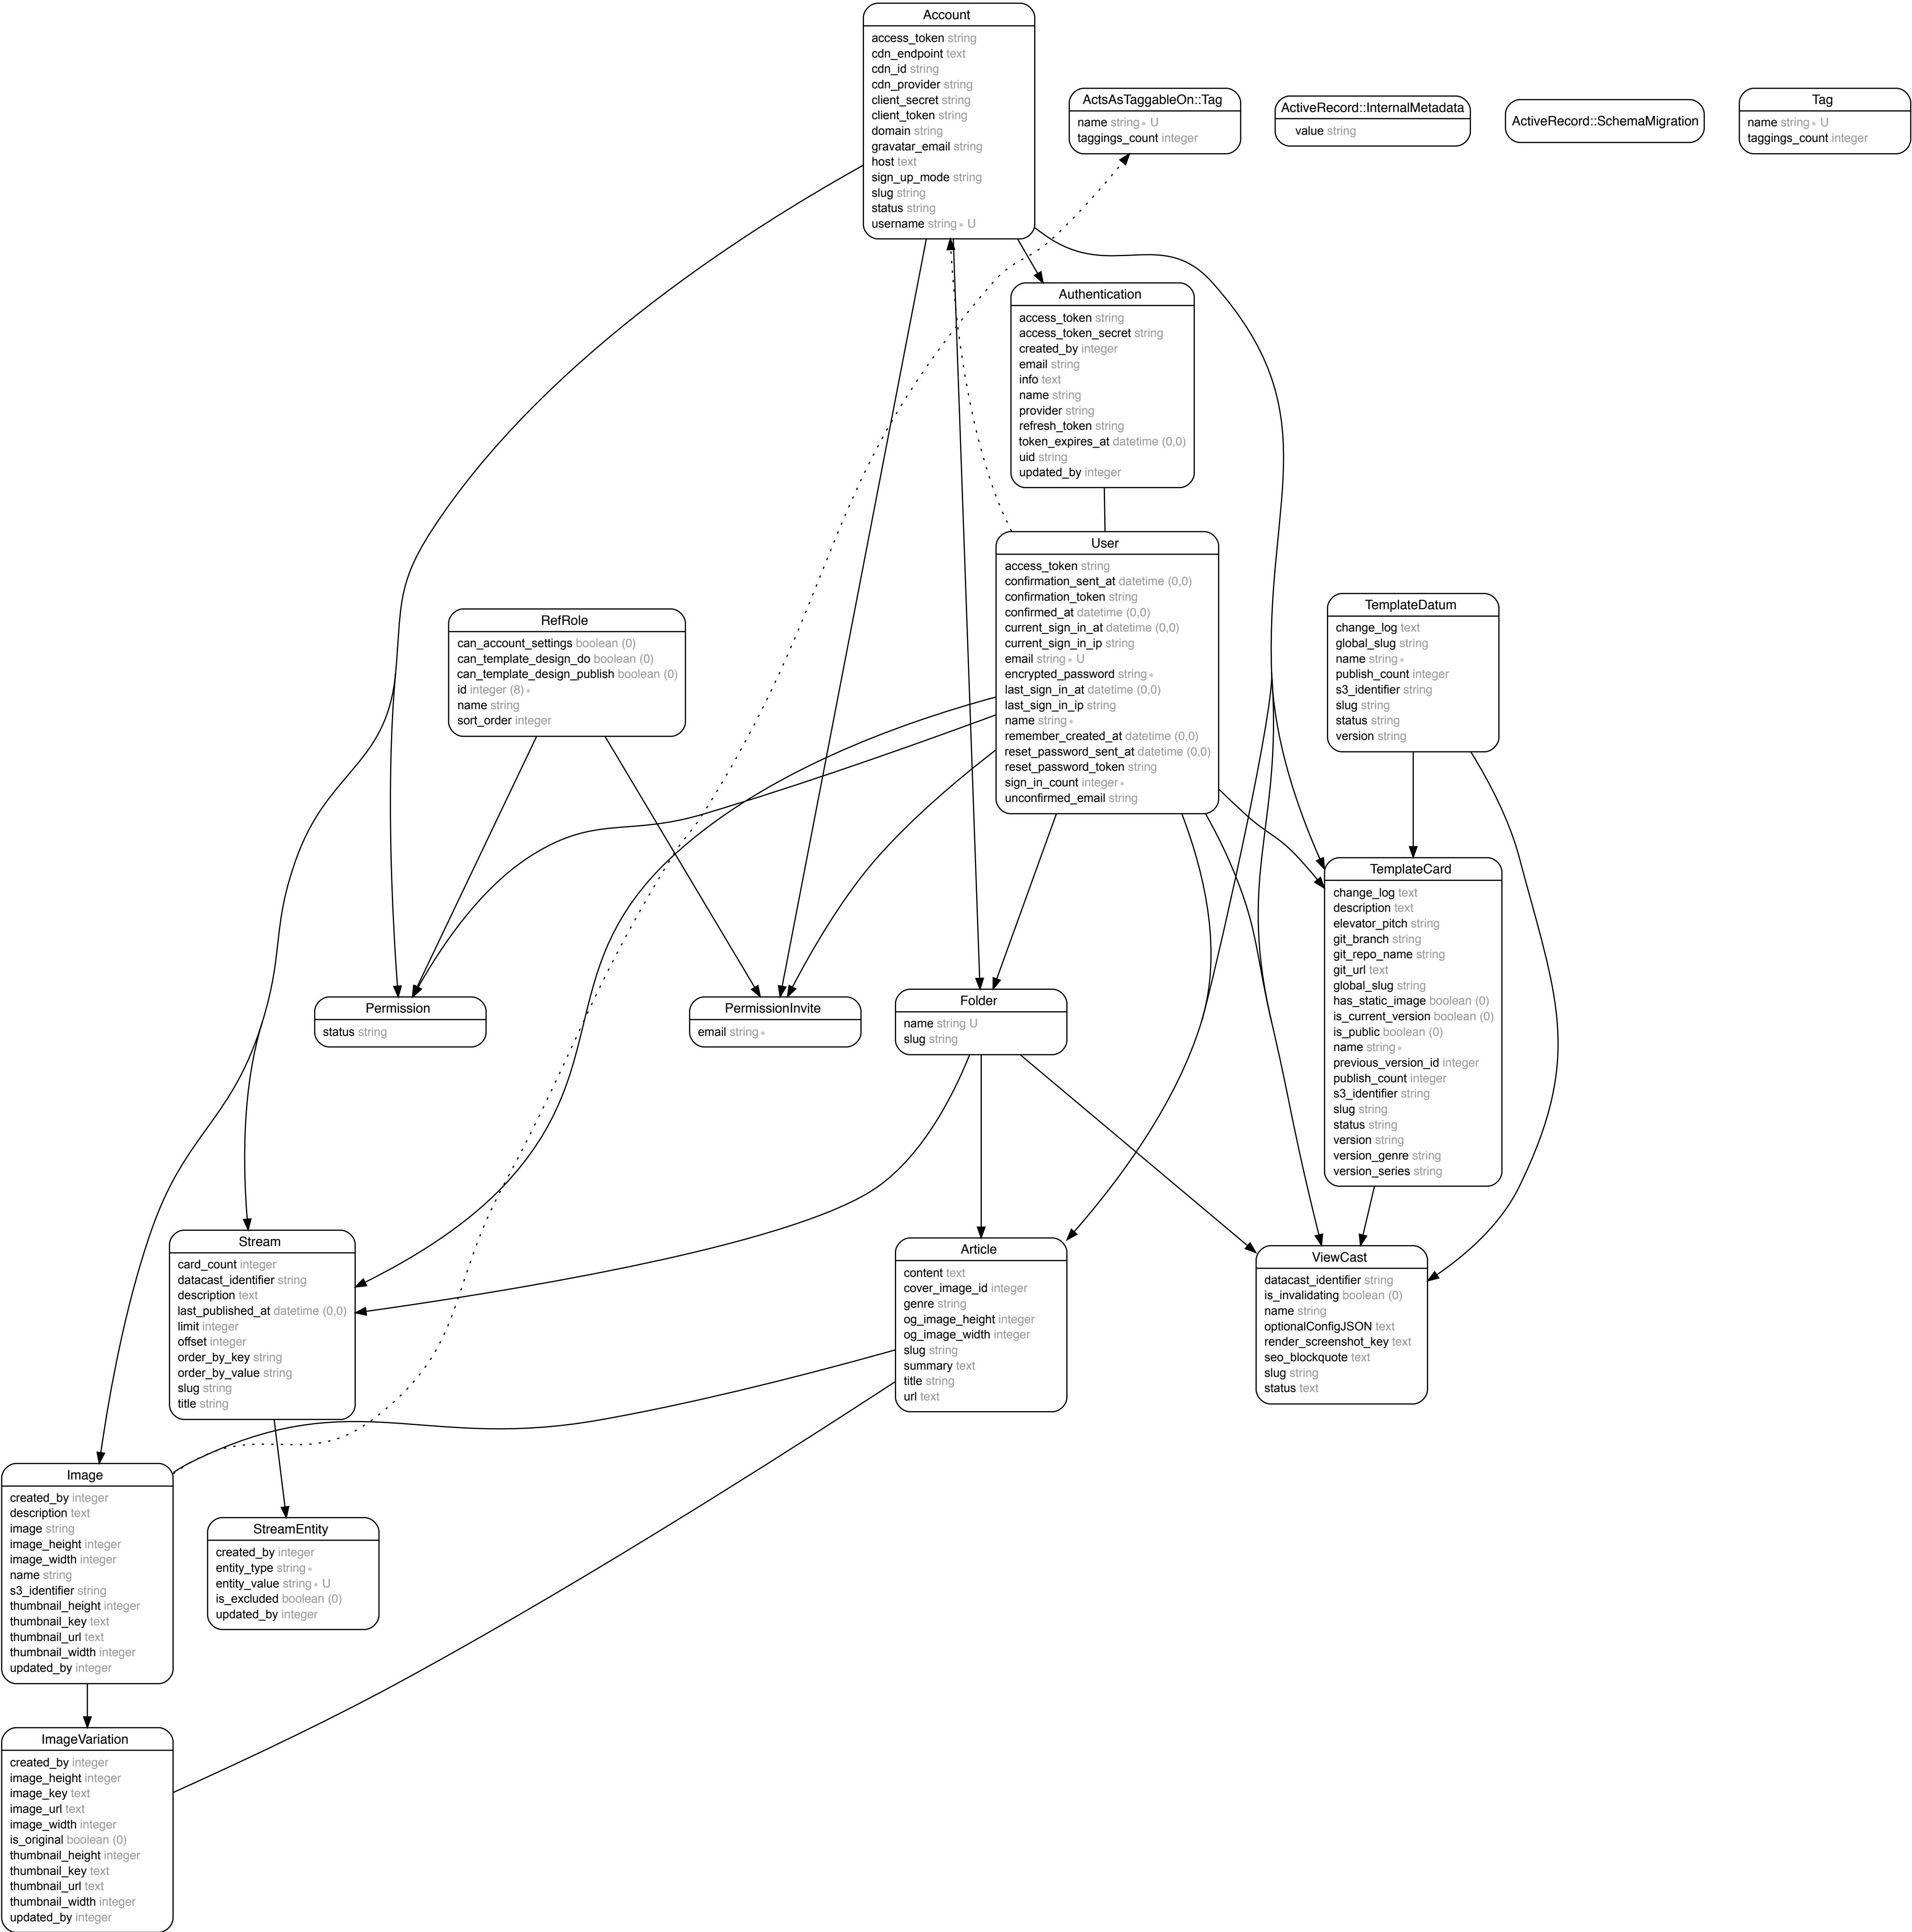 Account
access_token string
cdn_endpoint text
cdn_id string
cdn_provider string
client_secret string
client_token string
domain string
gravatar_email string
host text
sign_up_mode string
slug string
status string
username string∗ U
ActsAsTaggableOn::Tag
name string∗ U
taggings_count integer
ActiveRecord::InternalMetadata
value string
ActiveRecord::SchemaMigration
Tag
name string∗ U
taggings_count integer
Authentication
access_token string
access_token_secret string
created_by integer
email string
info text
name string
provider string
refresh_token string
token_expires_at datetime (0,0)
uid string
updated_by integer
User
access_token string
confirmation_sent_at datetime (0,0)
confirmation_token string
confirmed_at datetime (0,0)
current_sign_in_at datetime (0,0)
current_sign_in_ip string
email string∗ U
encrypted_password string∗
last_sign_in_at datetime (0,0)
last_sign_in_ip string
name string∗
remember_created_at datetime (0,0)
reset_password_sent_at datetime (0,0)
reset_password_token string
sign_in_count integer∗
unconfirmed_email string
RefRole
can_account_settings boolean (0)
can_template_design_do boolean (0)
can_template_design_publish boolean (0)
id integer (8)∗
name string
sort_order integer
TemplateDatum
change_log text
global_slug string
name string∗
publish_count integer
s3_identifier string
slug string
status string
version string
TemplateCard
change_log text
description text
elevator_pitch string
git_branch string
git_repo_name string
git_url text
global_slug string
has_static_image boolean (0)
is_current_version boolean (0)
is_public boolean (0)
name string∗
previous_version_id integer
publish_count integer
s3_identifier string
slug string
status string
version string
version_genre string
version_series string
Permission
status string
PermissionInvite
email string∗
Folder
name string U
slug string
Stream
card_count integer
datacast_identifier string
description text
last_published_at datetime (0,0)
limit integer
offset integer
order_by_key string
order_by_value string
slug string
title string
Article
content text
cover_image_id integer
genre string
og_image_height integer
og_image_width integer
slug string
summary text
title string
url text
ViewCast
datacast_identifier string
is_invalidating boolean (0)
name string
optionalConfigJSON text
render_screenshot_key text
seo_blockquote text
slug string
status text
Image
created_by integer
description text
image string
image_height integer
image_width integer
name string
s3_identifier string
thumbnail_height integer
thumbnail_key text
thumbnail_url text
thumbnail_width integer
updated_by integer
StreamEntity
created_by integer
entity_type string∗
entity_value string∗ U
is_excluded boolean (0)
updated_by integer
ImageVariation
created_by integer
image_height integer
image_key text
image_url text
image_width integer
is_original boolean (0)
thumbnail_height integer
thumbnail_key text
thumbnail_url text
thumbnail_width integer
updated_by integer